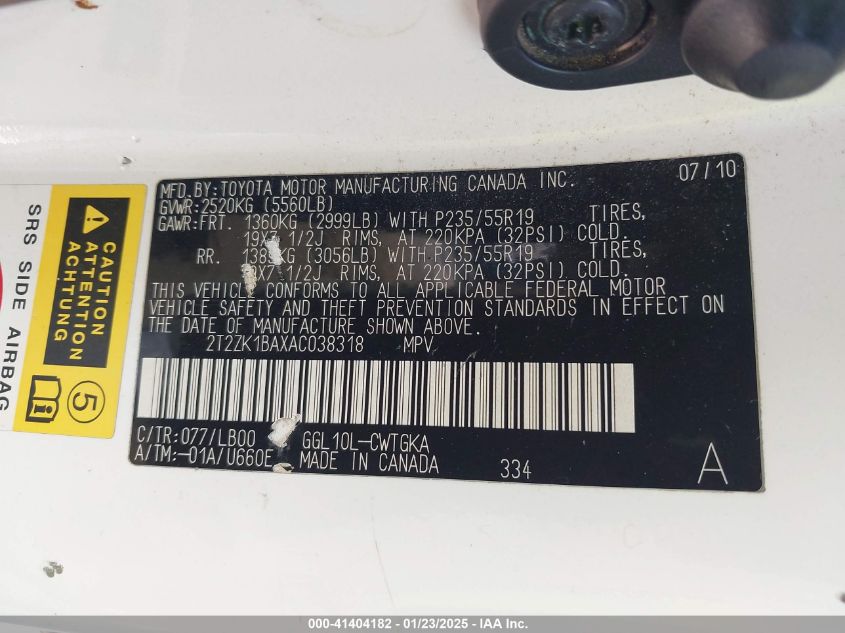 MFD. BY: TOYOTA MOTOR MANUFACTURING CANADA INC. 07/10
GVWR: 2520KG (5560LB)
GAWR: FRT. 1360KG (2999LB) WITH P235/55R19 TIRES,
19X7 1/2J RIMS, AT 220KPA (32PSI) COLD.
RR. (3056LB) WITH P235/55R19 TIRES,
1/2J RIMS, AT 220KPA (32PSI) COLD.
THIS VEHICLE CONFORMS TO ALL APPLICABLE FEDERAL MOTOR
VEHICLE SAFETY AND THEFT PREVENTION STANDARDS IN EFFECT ON
THE DATE OF MANUFACTURE SHOWN ABOVE.
2T2ZK1BAXAC038318 MPV
C/TR: 077/LB00 GGL10L-CWTGKA
A/TM: -01A/U660E MADE IN CANADA 334 A
SRS SIDE AIRBAG
CAUTION
ATTENTION
ACHTUNG
5
i
000-41404182 - 01/23/2025 - IAA Inc.